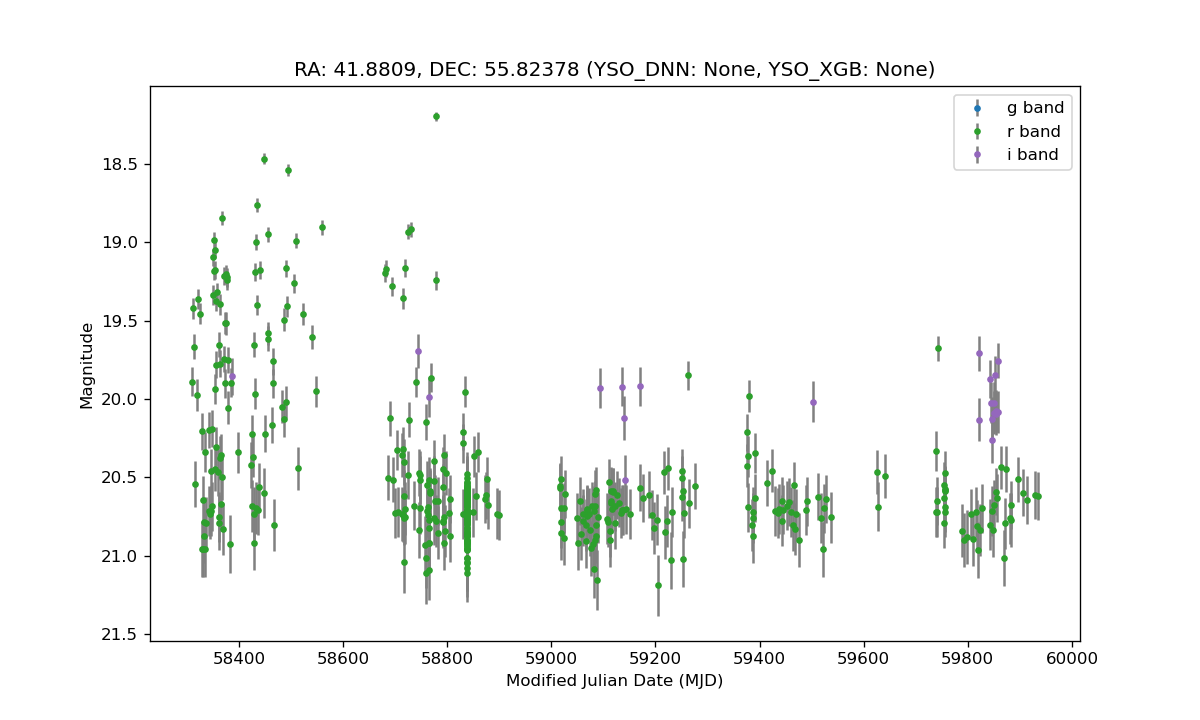 RA: 41.8809, DEC: 55.82378 (YSO_DNN: None, YSO_XGB: None)
g band
r band
i band
18.5
19.0
19.5
20.0
20.5
21.0
21.5
Magnitude
58400 58600 58800 59000 59200 59400 59600 59800 60000
Modified Julian Date (MJD)